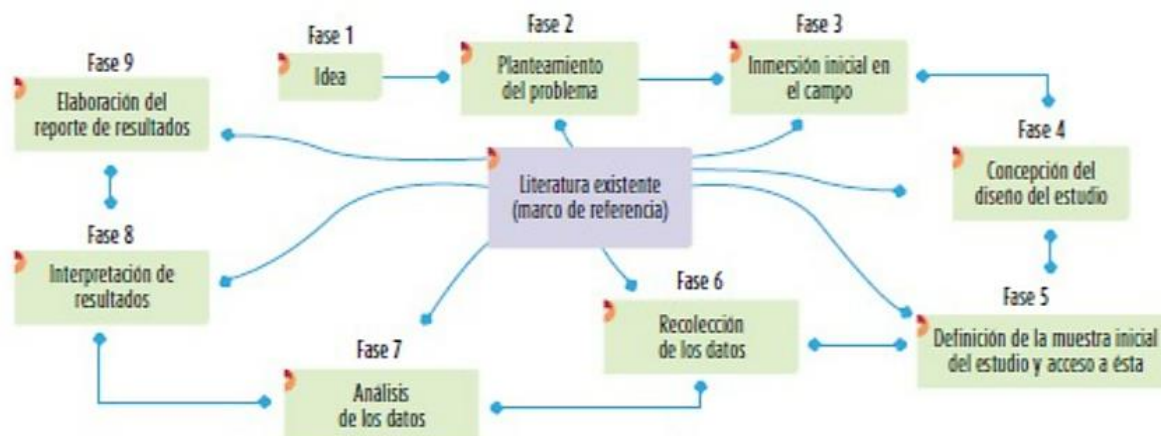 Fase 1
Idea
Fase 2
Planteamiento
del problema
Fase 3
Inmersión inicial en
el campo
Fase 4
Concepción del
diseño del estudio
Fase 5
Definición de la muestra inicial
del estudio y acceso a ésta
Fase 6
Recolección
de los datos
Fase 7
Análisis
de los datos
Fase 8
Interpretación de
resultados
Fase 9
Elaboración del
reporte de resultados
Literatura existente
(marco de referencia)